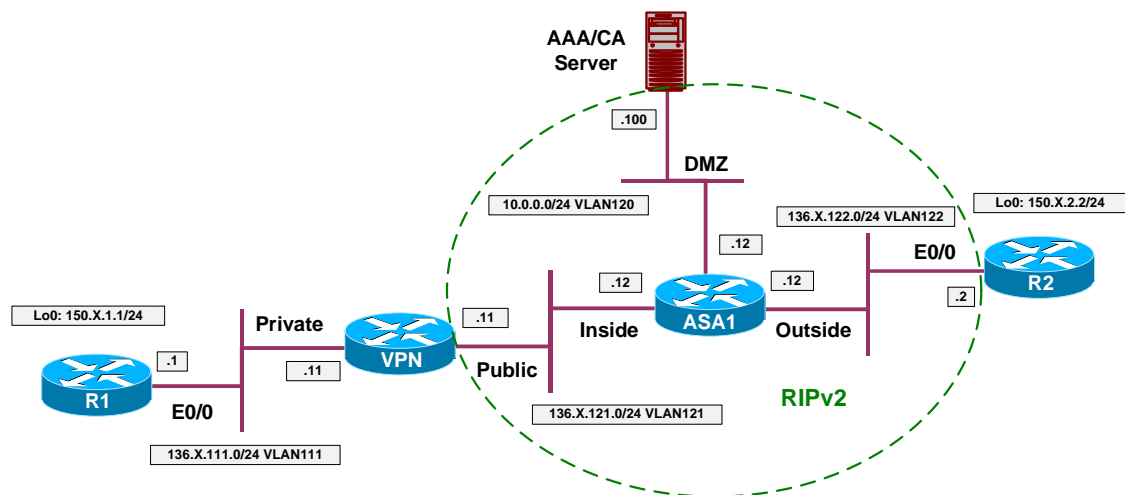 AAA/CA
Server
.100
DMZ
10.0.0.0/24 VLAN120
136.X.122.0/24 VLAN122
Lo0: 150.X.2.2/24
.12
E0/0
.12
.12
R2
.2
Lo0: 150.X.1.1/24
Private
.11
Inside
ASA1
Outside
.1
VPN
Public
R1
.11
E0/0
RIPv2
136.X.121.0/24 VLAN121
136.X.111.0/24 VLAN111